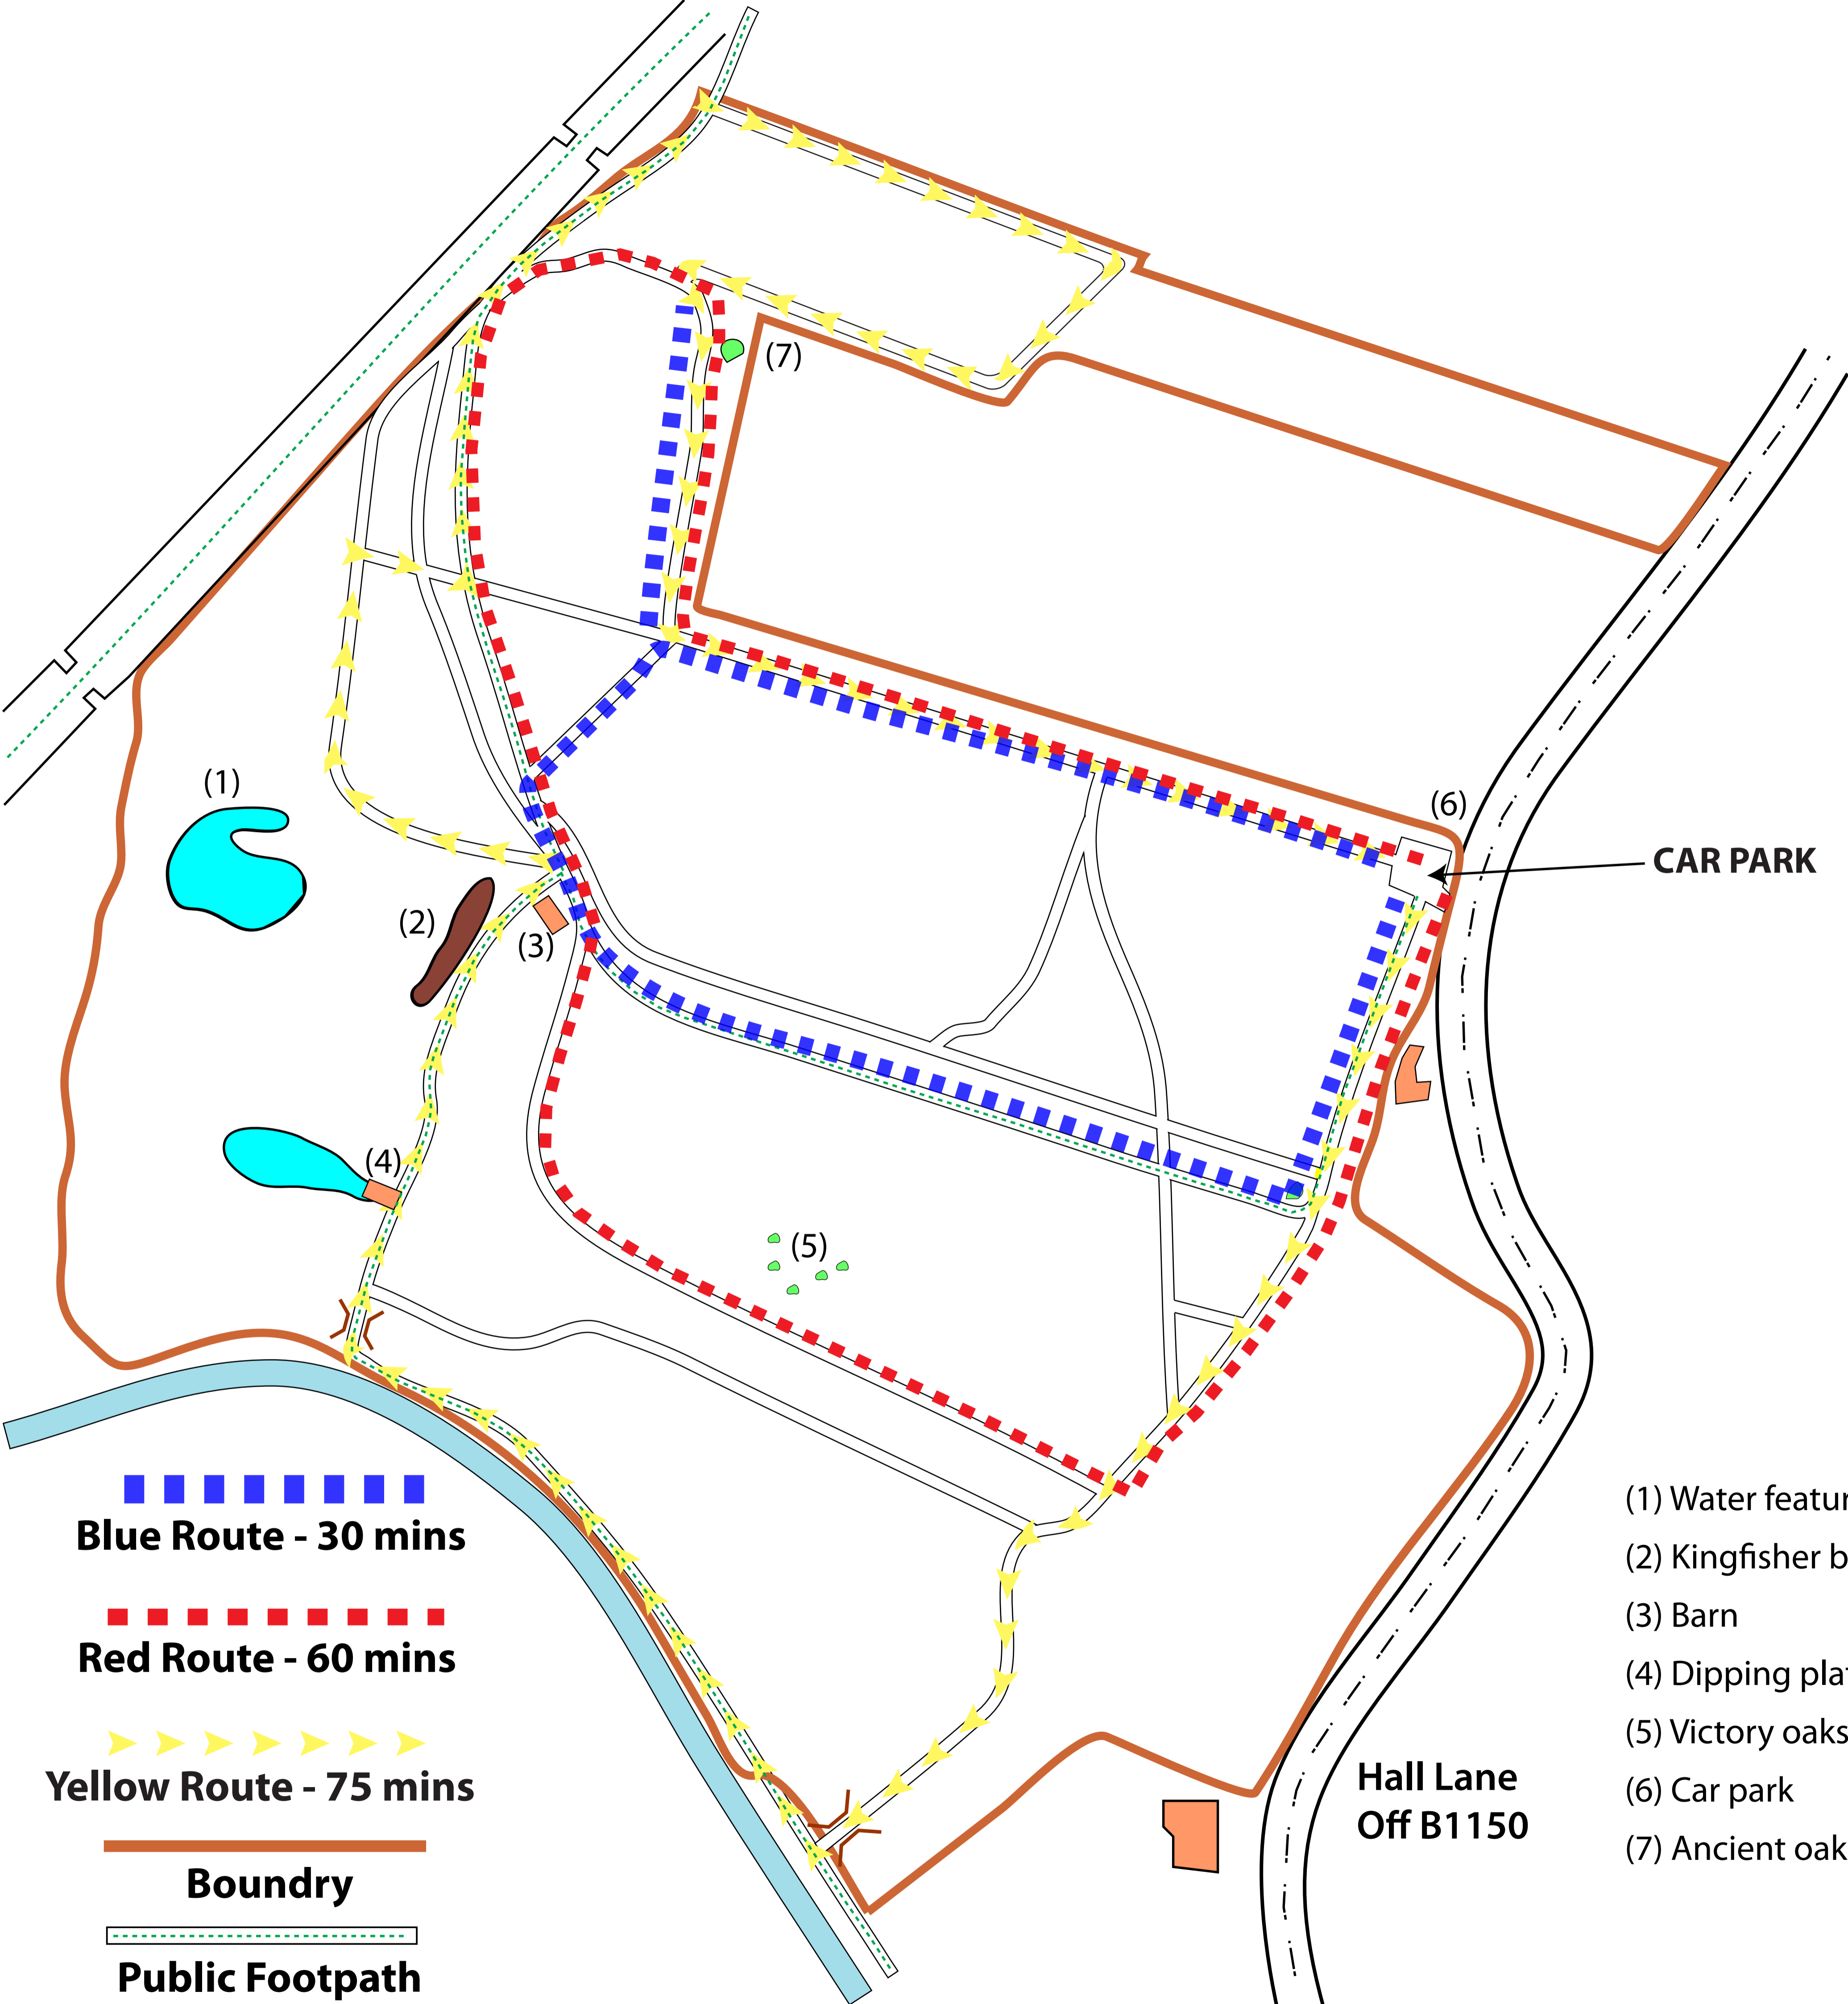 (7)
(6)
(1)
CAR PARK
(2)
(3)
(4)
(5)
Blue Route - 30 mins
Red Route - 60 mins
Yellow Route - 75 mins
Boundry
Public Footpath
Hall Lane
Off B1150
(1) Water featur
(2) Kingfisher b
(3) Barn
(4) Dipping pla
(5) Victory oaks
(6) Car park
(7) Ancient oak